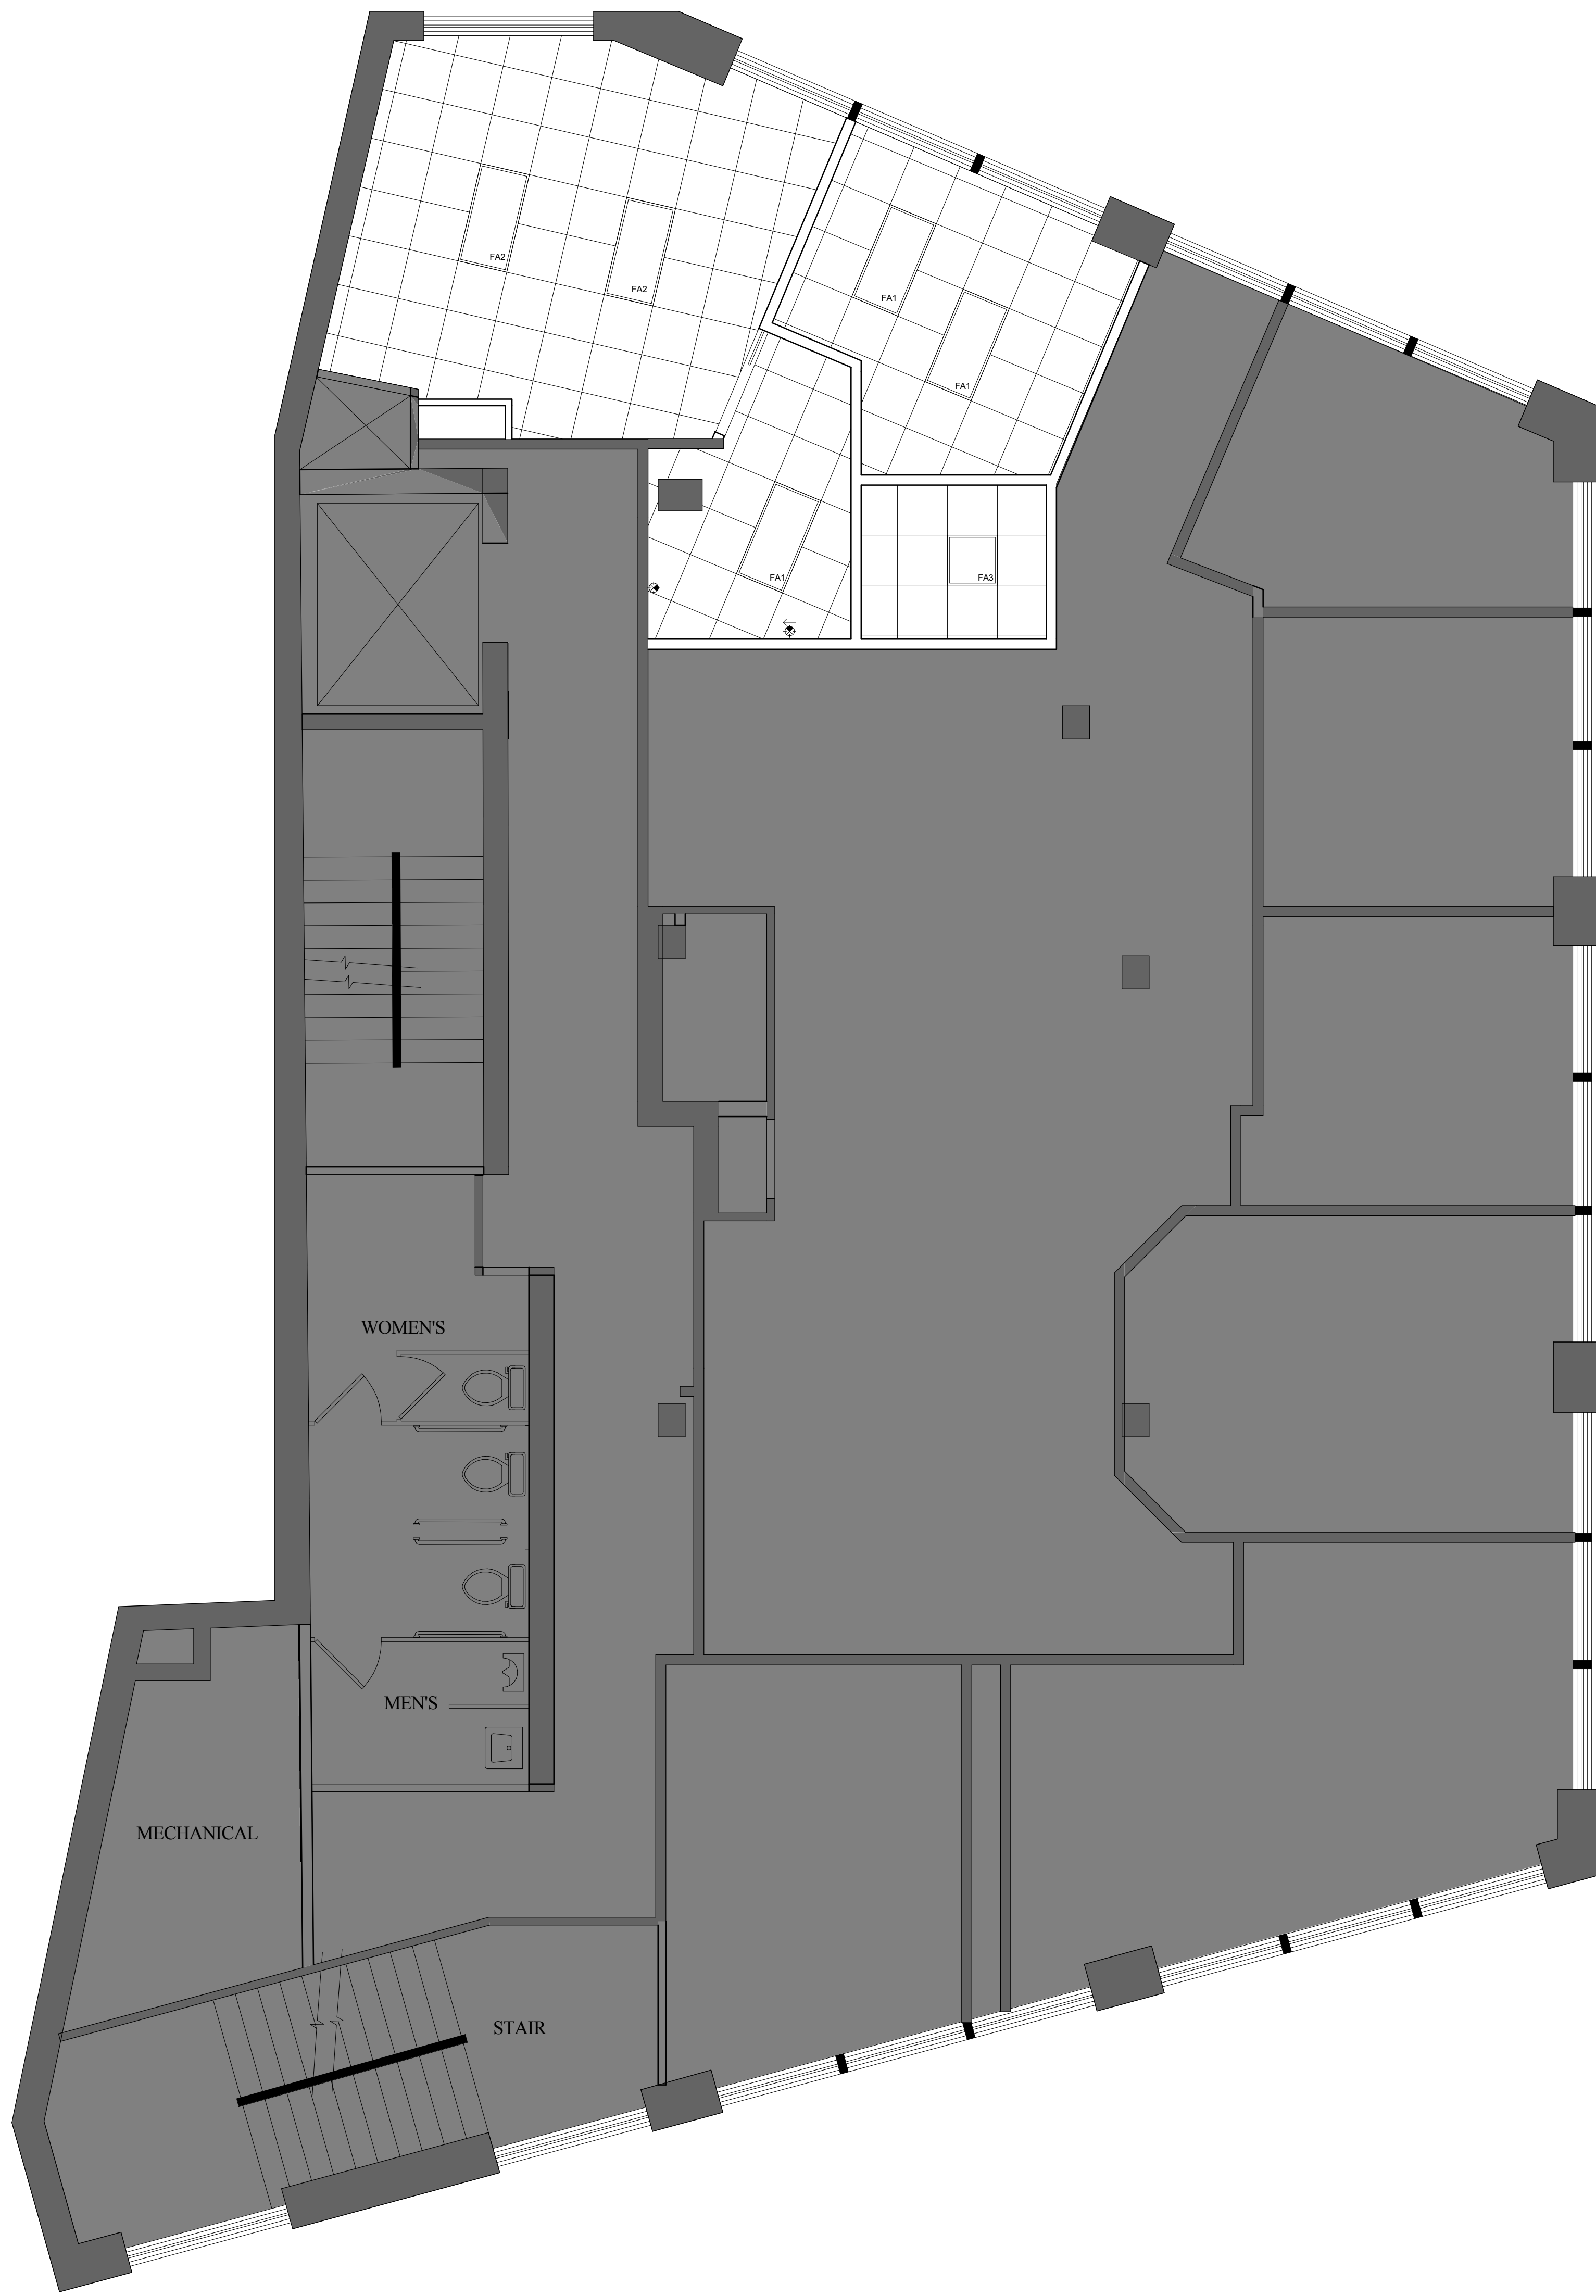 FA2
FA2
FA1
FA1
FA1
FA3
WOMEN'S
MEN'S
MECHANICAL
STAIR